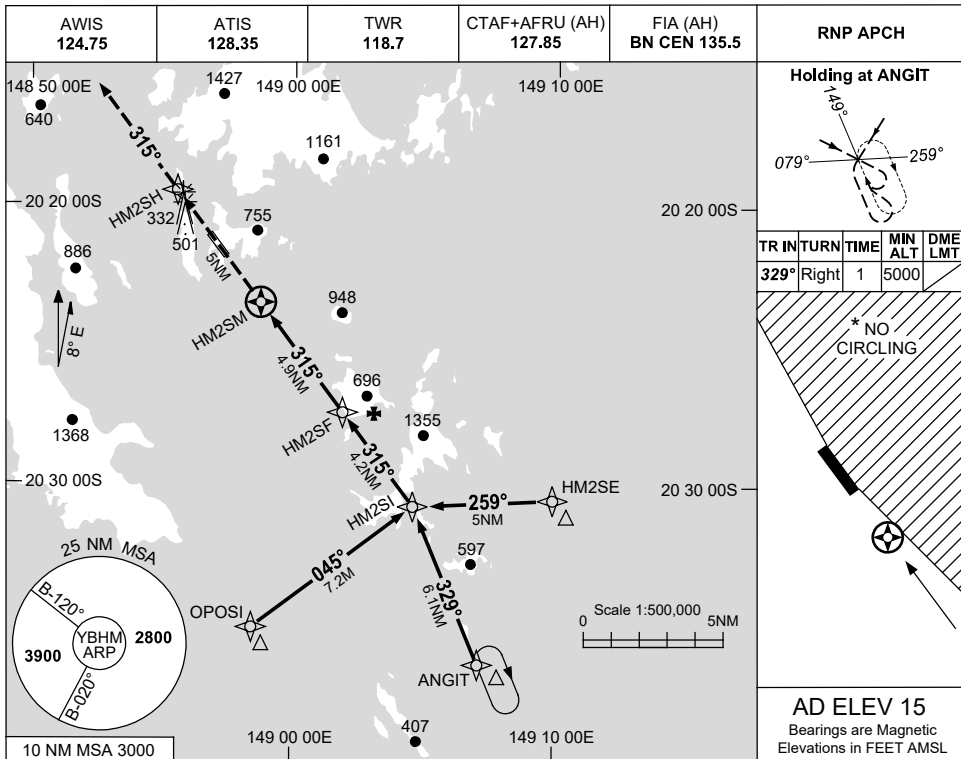 AWIS
124.75
ATIS
128.35
TWR
118.7
CTAF+AFRU (AH)
127.85
FIA (AH)
BN CEN 135.5
RNP APCH
148 50 00E
1427
149 00 00E
149 10 00E
640
315°
1161
HM2SH
20 20 00S
332
501
755
20 20 00S
5NM
886
8° E
HM2SM
948
315°
4.9NM
696
1368
HM2SF
1355
315°
4.2NM
20 30 00S
HM2SI
259°
5NM
HM2SE
20 30 00S
25 NM MSA
B-120°
YBHM
ARP
2800
3900
B-020°
045°
7.2M
OPOSI
597
329°
6.1NM
Scale 1:500,000
0
5NM
ANGIT
407
149 00 00E
149 10 00E
10 NM MSA 3000
Holding at ANGIT
149°
079°
259°
TR IN TURN TIME MIN ALT DME LMT
329° Right 1 5000
* NO
CIRCLING
AD ELEV 15
Bearings are Magnetic
Elevations in FEET AMSL